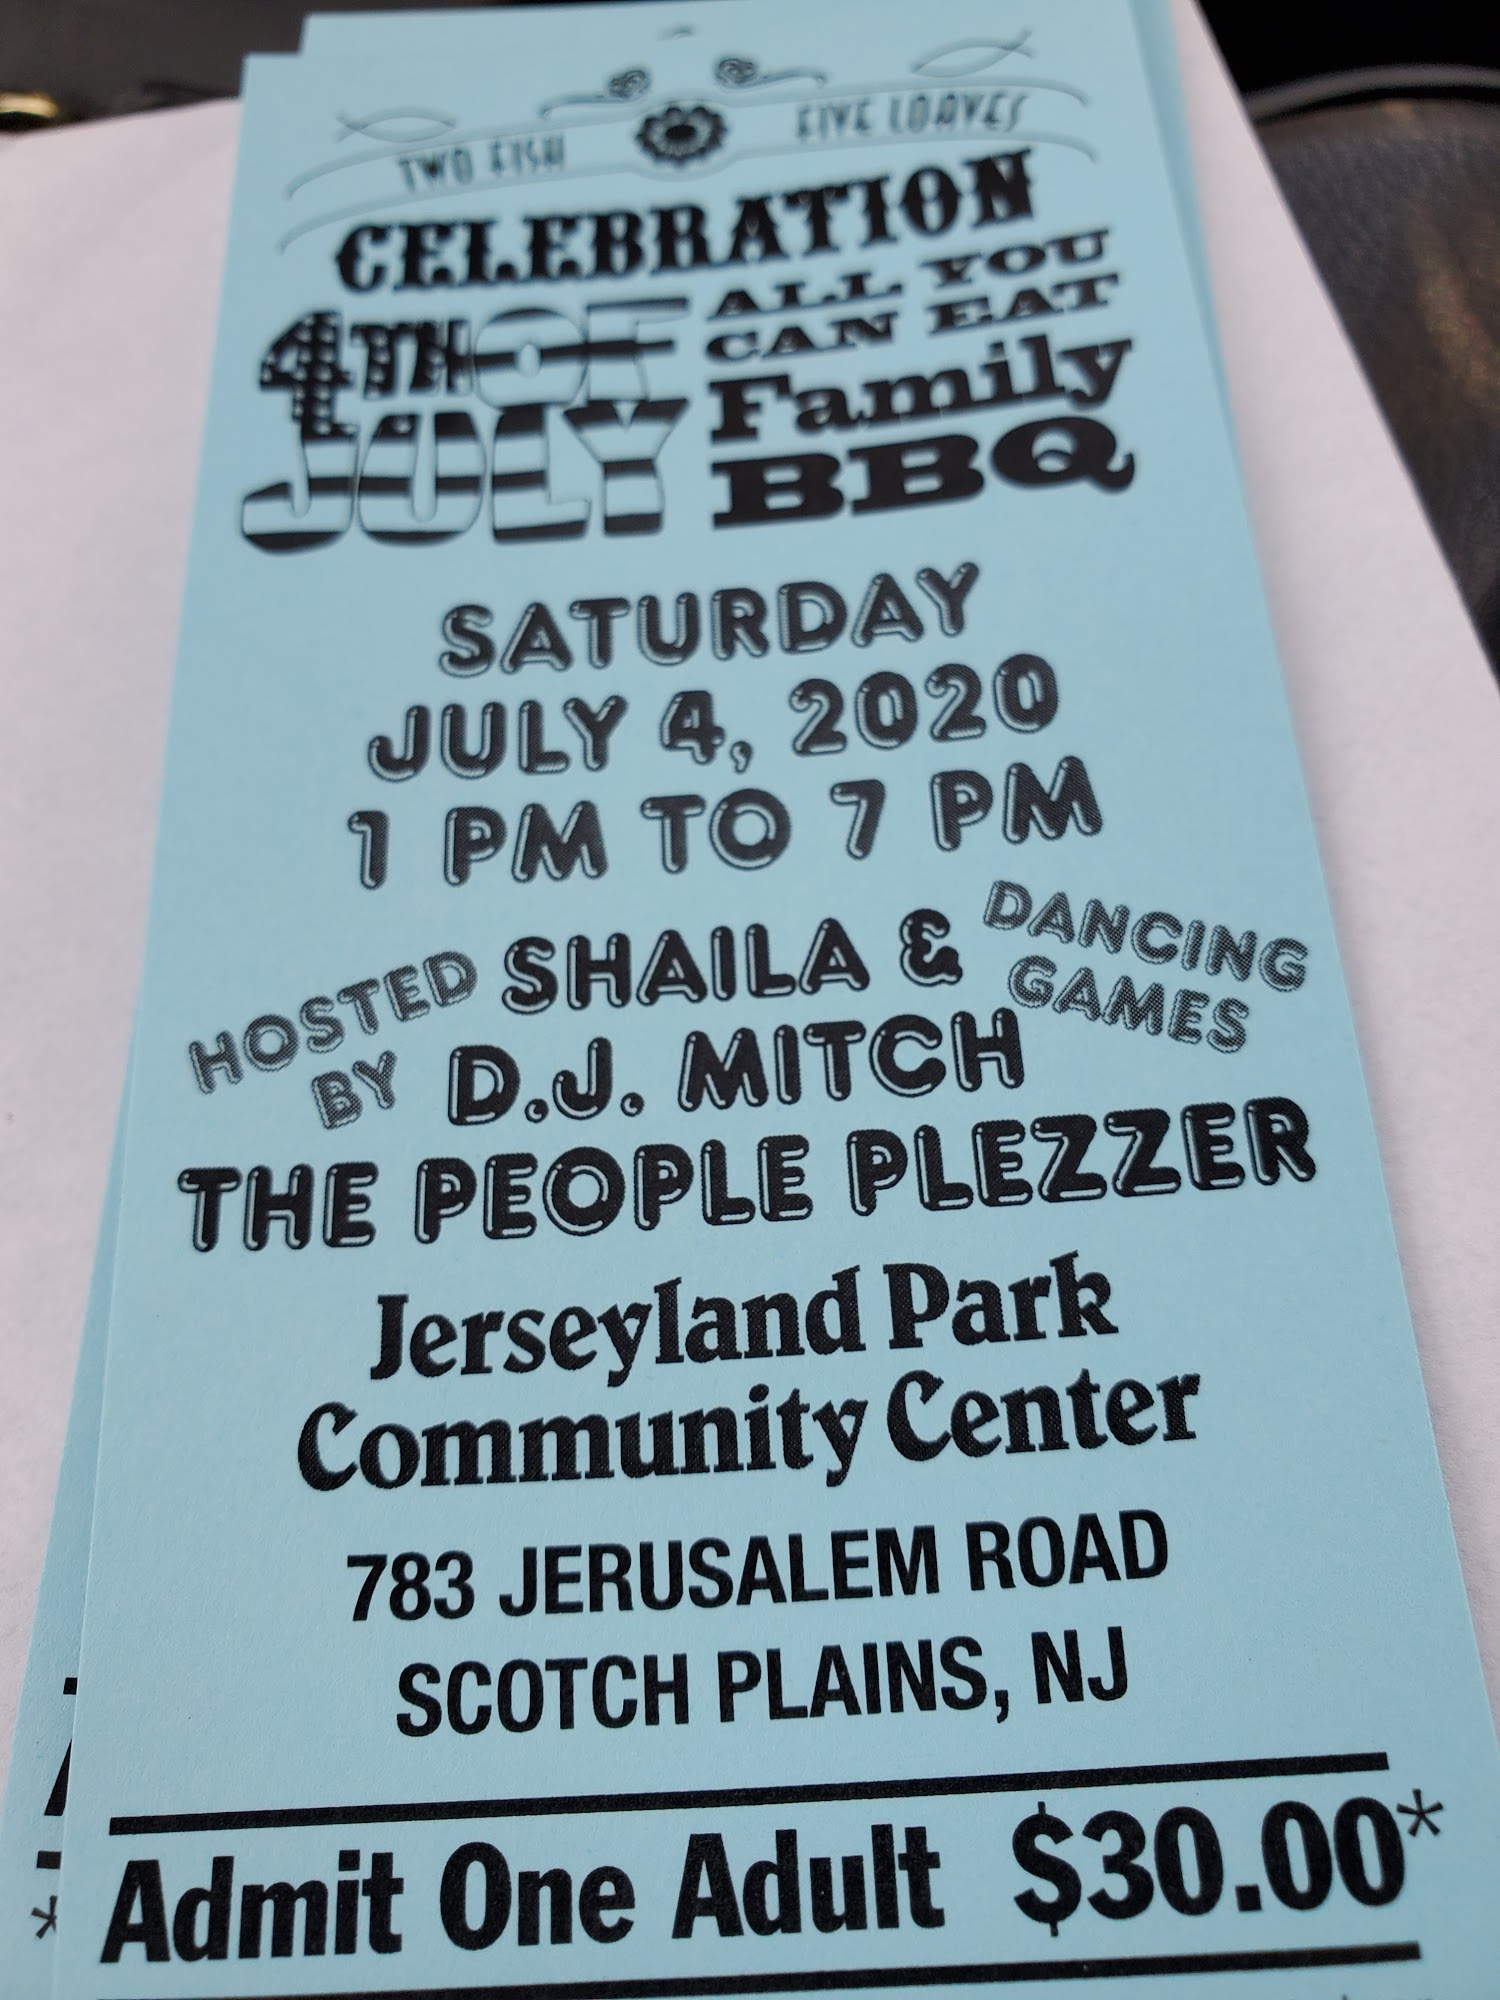 TWO FISH FIVE LOAVES
CELEBRATION
4TH OF JULY
ALL YOU
CAN EAT
Family
BBQ
SATURDAY
JULY 4, 2020
1 PM TO 7 PM
HOSTED BY
SHAILA &
D.J. MITCH
DANCING
GAMES
THE PEOPLE PLEZZER
Jerseyland Park
Community Center
783 JERUSALEM ROAD
SCOTCH PLAINS, NJ
Admit One Adult $30.00*